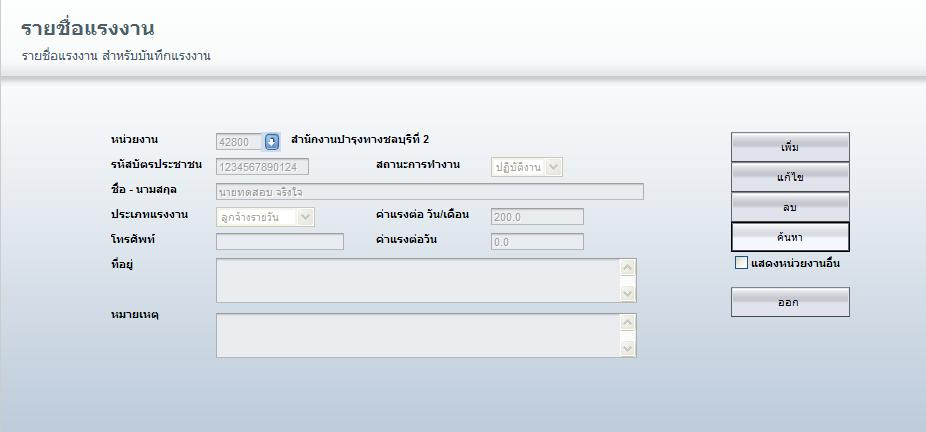 รายชื่อแรงงาน
รายชื่อแรงงาน สำหรับบันทึกแรงงาน
หน่วยงาน 42800 สำนักงานบำรุงทางชลบุรีที่ 2
รหัสบัตรประชาชน 1234567890124 สถานะการทำงาน ปฏิบัติงาน
ชื่อ - นามสกุล นายทดสอบ จริงใจ
ประเภทแรงงาน ลูกจ้างรายวัน ค่าแรงต่อ วัน/เดือน 200.0
โทรศัพท์ ค่าแรงต่อวัน 0.0
ที่อยู่
หมายเหตุ
เพิ่ม
แก้ไข
ลบ
ค้นหา
แสดงหน่วยงานอื่น
ออก